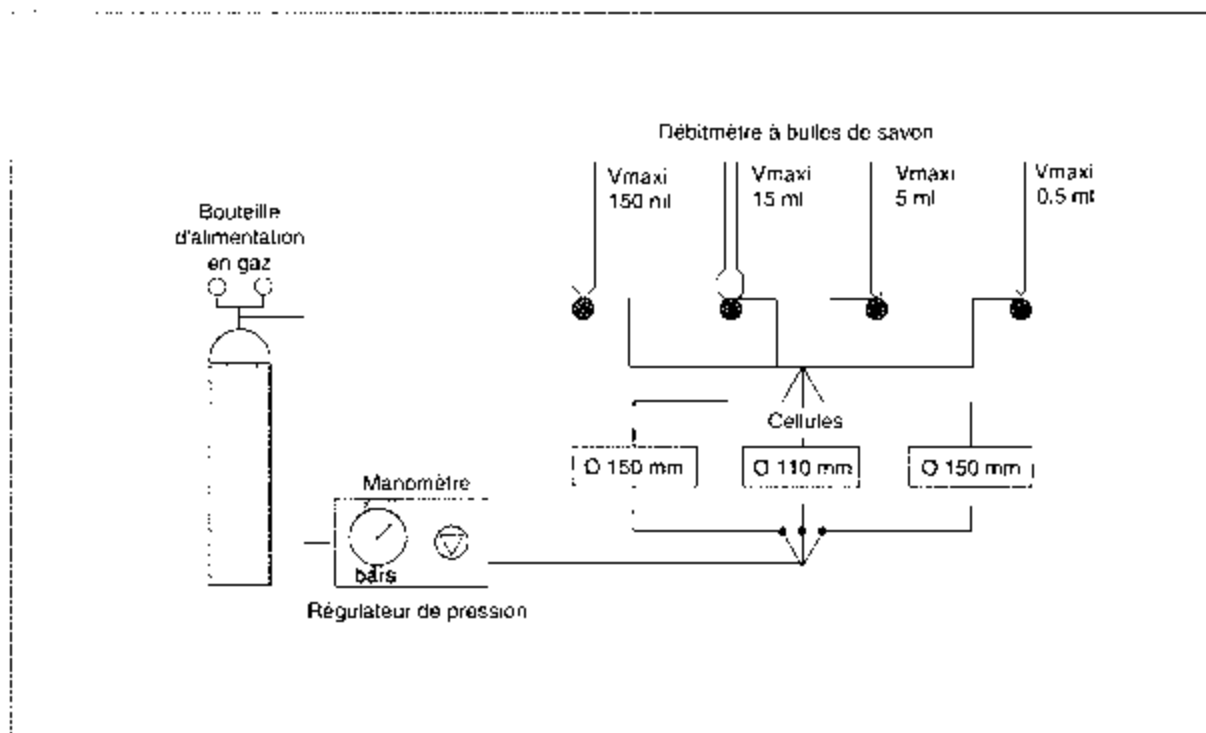 Débitmètre à bulles de savon
Vmaxi
150 ml
Vmaxi
15 ml
Vmaxi
5 ml
Vmaxi
0,5 ml
Bouteille
d'alimentation
en gaz
Cellules
Ø 150 mm
Ø 110 mm
Ø 150 mm
Manomètre
bars
Régulateur de pression